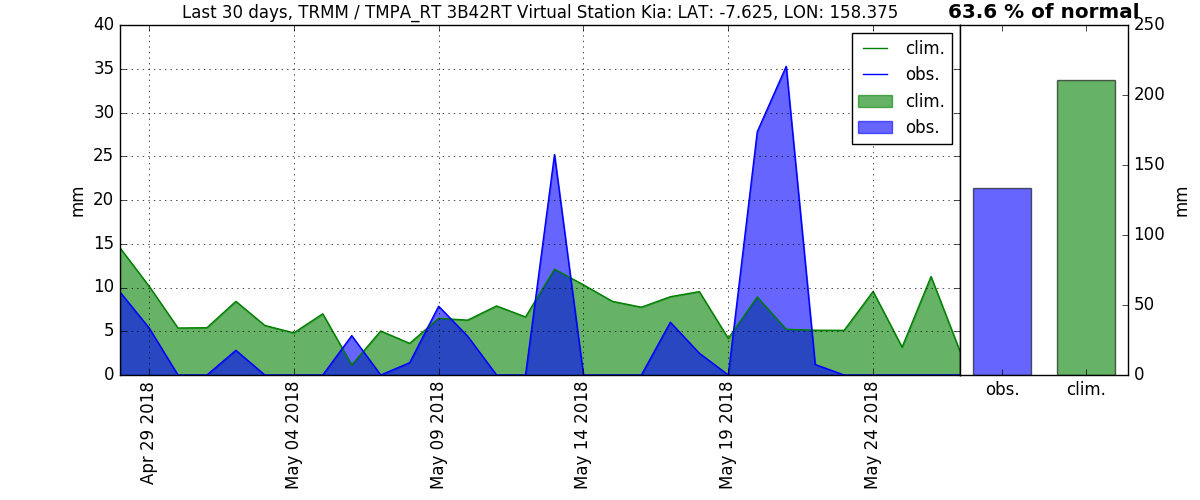 Last 30 days, TRMM / TMPA_RT 3B42RT Virtual Station Kia: LAT: -7.625, LON: 158.375
63.6 % of normal
40
35
30
25
20
15
10
5
0
mm
clim.
obs.
clim.
obs.
250
200
150
100
50
0
mm
obs.
clim.
Apr 29 2018
May 04 2018
May 09 2018
May 14 2018
May 19 2018
May 24 2018